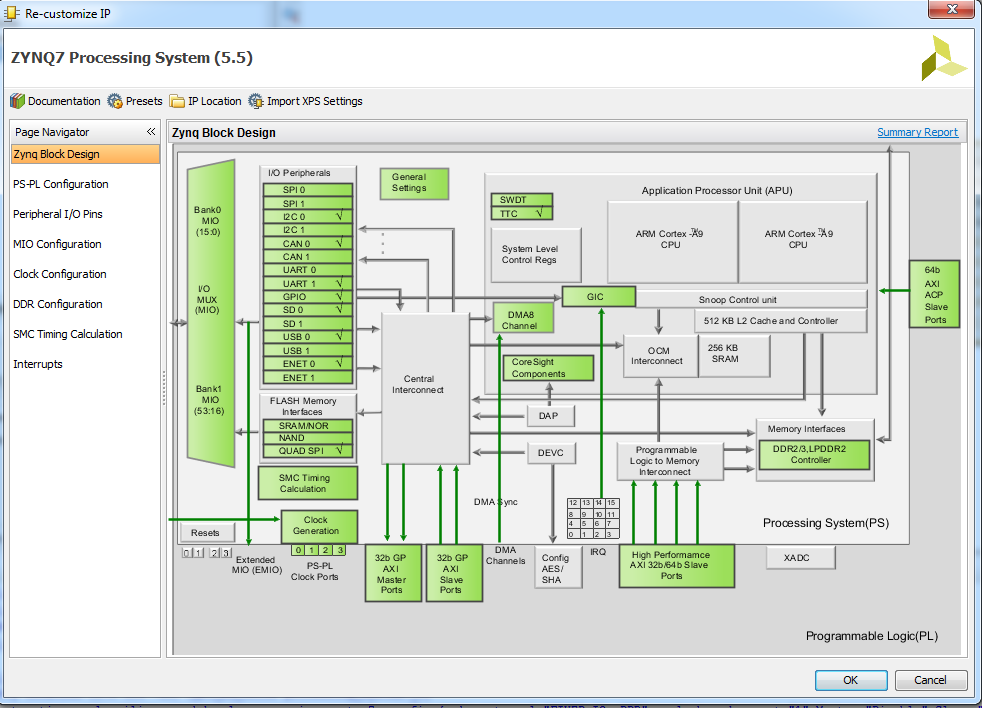 Re-customize IP
ZYNQ7 Processing System (5.5)
Documentation
Presets
IP Location
Import XPS Settings
Page Navigator
Zynq Block Design
PS-PL Configuration
Peripheral I/O Pins
MIO Configuration
Clock Configuration
DDR Configuration
SMC Timing Calculation
Interrupts
Zynq Block Design
Summary Report
Bank0
MIO
(15:0)
I/O
MUX
(MIO)
Bank1
MIO
(53:16)
I/O Peripherals
SPI 0
SPI 1
I2C 0 √
I2C 1
CAN 0 √
CAN 1
UART 0
UART 1 √
GPIO √
SD 0 √
SD 1
USB 0 √
USB 1
ENET 0 √
ENET 1
FLASH Memory
Interfaces
SRAM/NOR
NAND
QUAD SPI √
SMC Timing
Calculation
Clock
Generation
0 1 2 3
PS-PL
Clock Ports
Resets
0 1 2 3
Extended
MIO (EMIO)
General
Settings
Central
Interconnect
32b GP
AXI
Master
Ports
32b GP
AXI
Slave
Ports
Application Processor Unit (APU)
SWDT
TTC √
System Level
Control Regs
ARM Cortex -™A9
CPU
ARM Cortex -™A9
CPU
GIC
Snoop Control unit
DMA8
Channel
512 KB L2 Cache and Controller
OCM
Interconnect
256 KB
SRAM
CoreSight
Components
DAP
DEVC
Programmable
Logic to Memory
Interconnect
Memory Interfaces
DDR2/3,LPDDR2
Controller
64b
AXI
ACP
Slave
Ports
DMA Sync
DMA
Channels
12 13 14 15
8 9 10 11
4 5 6 7
0 1 2 3
IRQ
Config
AES/
SHA
High Performamce
AXI 32b/64b Slave
Ports
Processing System(PS)
XADC
Programmable Logic(PL)
OK
Cancel